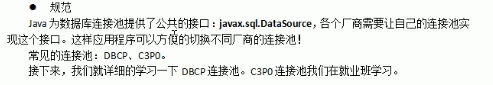 ● 规范
Java 为数据库连接池提供了公共的接口：javax.sql.DataSource，各个厂商需要让自己的连接池实
现这个接口。这样应用程序可以方便的切换不同厂商的连接池！
常见的连接池：DBCP、C3P0。
接下来，我们就详细的学习一下 DBCP 连接池。C3P0 连接池我们在就业班学习。